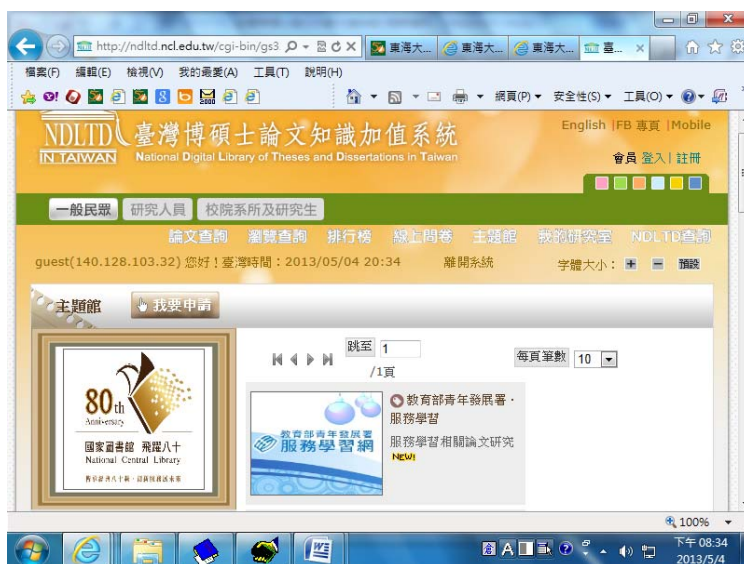 http://ndltd.ncl.edu.tw/cgi-bin/gs3
東海大...
東海大...
東海大...
臺...
檔案(F) 編輯(E) 檢視(V) 我的最愛(A) 工具(T) 說明(H)
網頁(P) 安全性(S) 工具(O)
NDLTD
IN TAIWAN
臺灣博碩士論文知識加值系統
National Digital Library of Theses and Dissertations in Taiwan
English |FB 專頁 |Mobile
會員 登入 | 註冊
一般民眾 研究人員 校院系所及研究生
論文查詢 瀏覽查詢 排行榜 線上問卷 主題館 我的研究室 NDLTD查詢
guest(140.128.103.32) 您好！臺灣時間：2013/05/04 20:34 離開系統 字體大小： + − 預設
主題館 我要申請
跳至 1
/1頁
每頁筆數 10
80th
Anniversary
國家圖書館 飛躍八十
National Central Library
教育部青年發展署
服務學習網
教育部青年發展署．
服務學習
服務學習相關論文研究
NEW!
100%
下午 08:34
2013/5/4